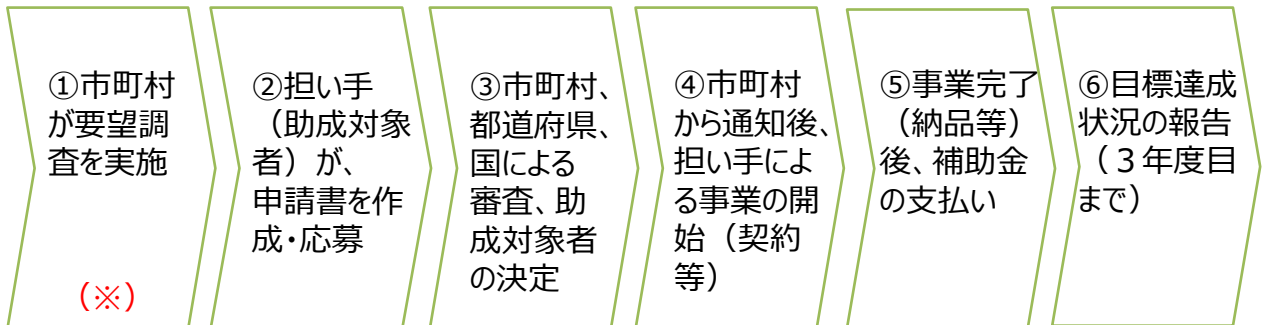 ①市町村
が要望調
査を実施
（※）
②担い手
（助成対象
者）が、
申請書を作
成・応募
③市町村、
都道府県、
国による
審査、助
成対象者
の決定
④市町村
から通知後、
担い手によ
る事業の開
始（契約
等）
⑤事業完了
（納品等）
後、補助金
の支払い
⑥目標達成
状況の報告
（３年度目
まで）